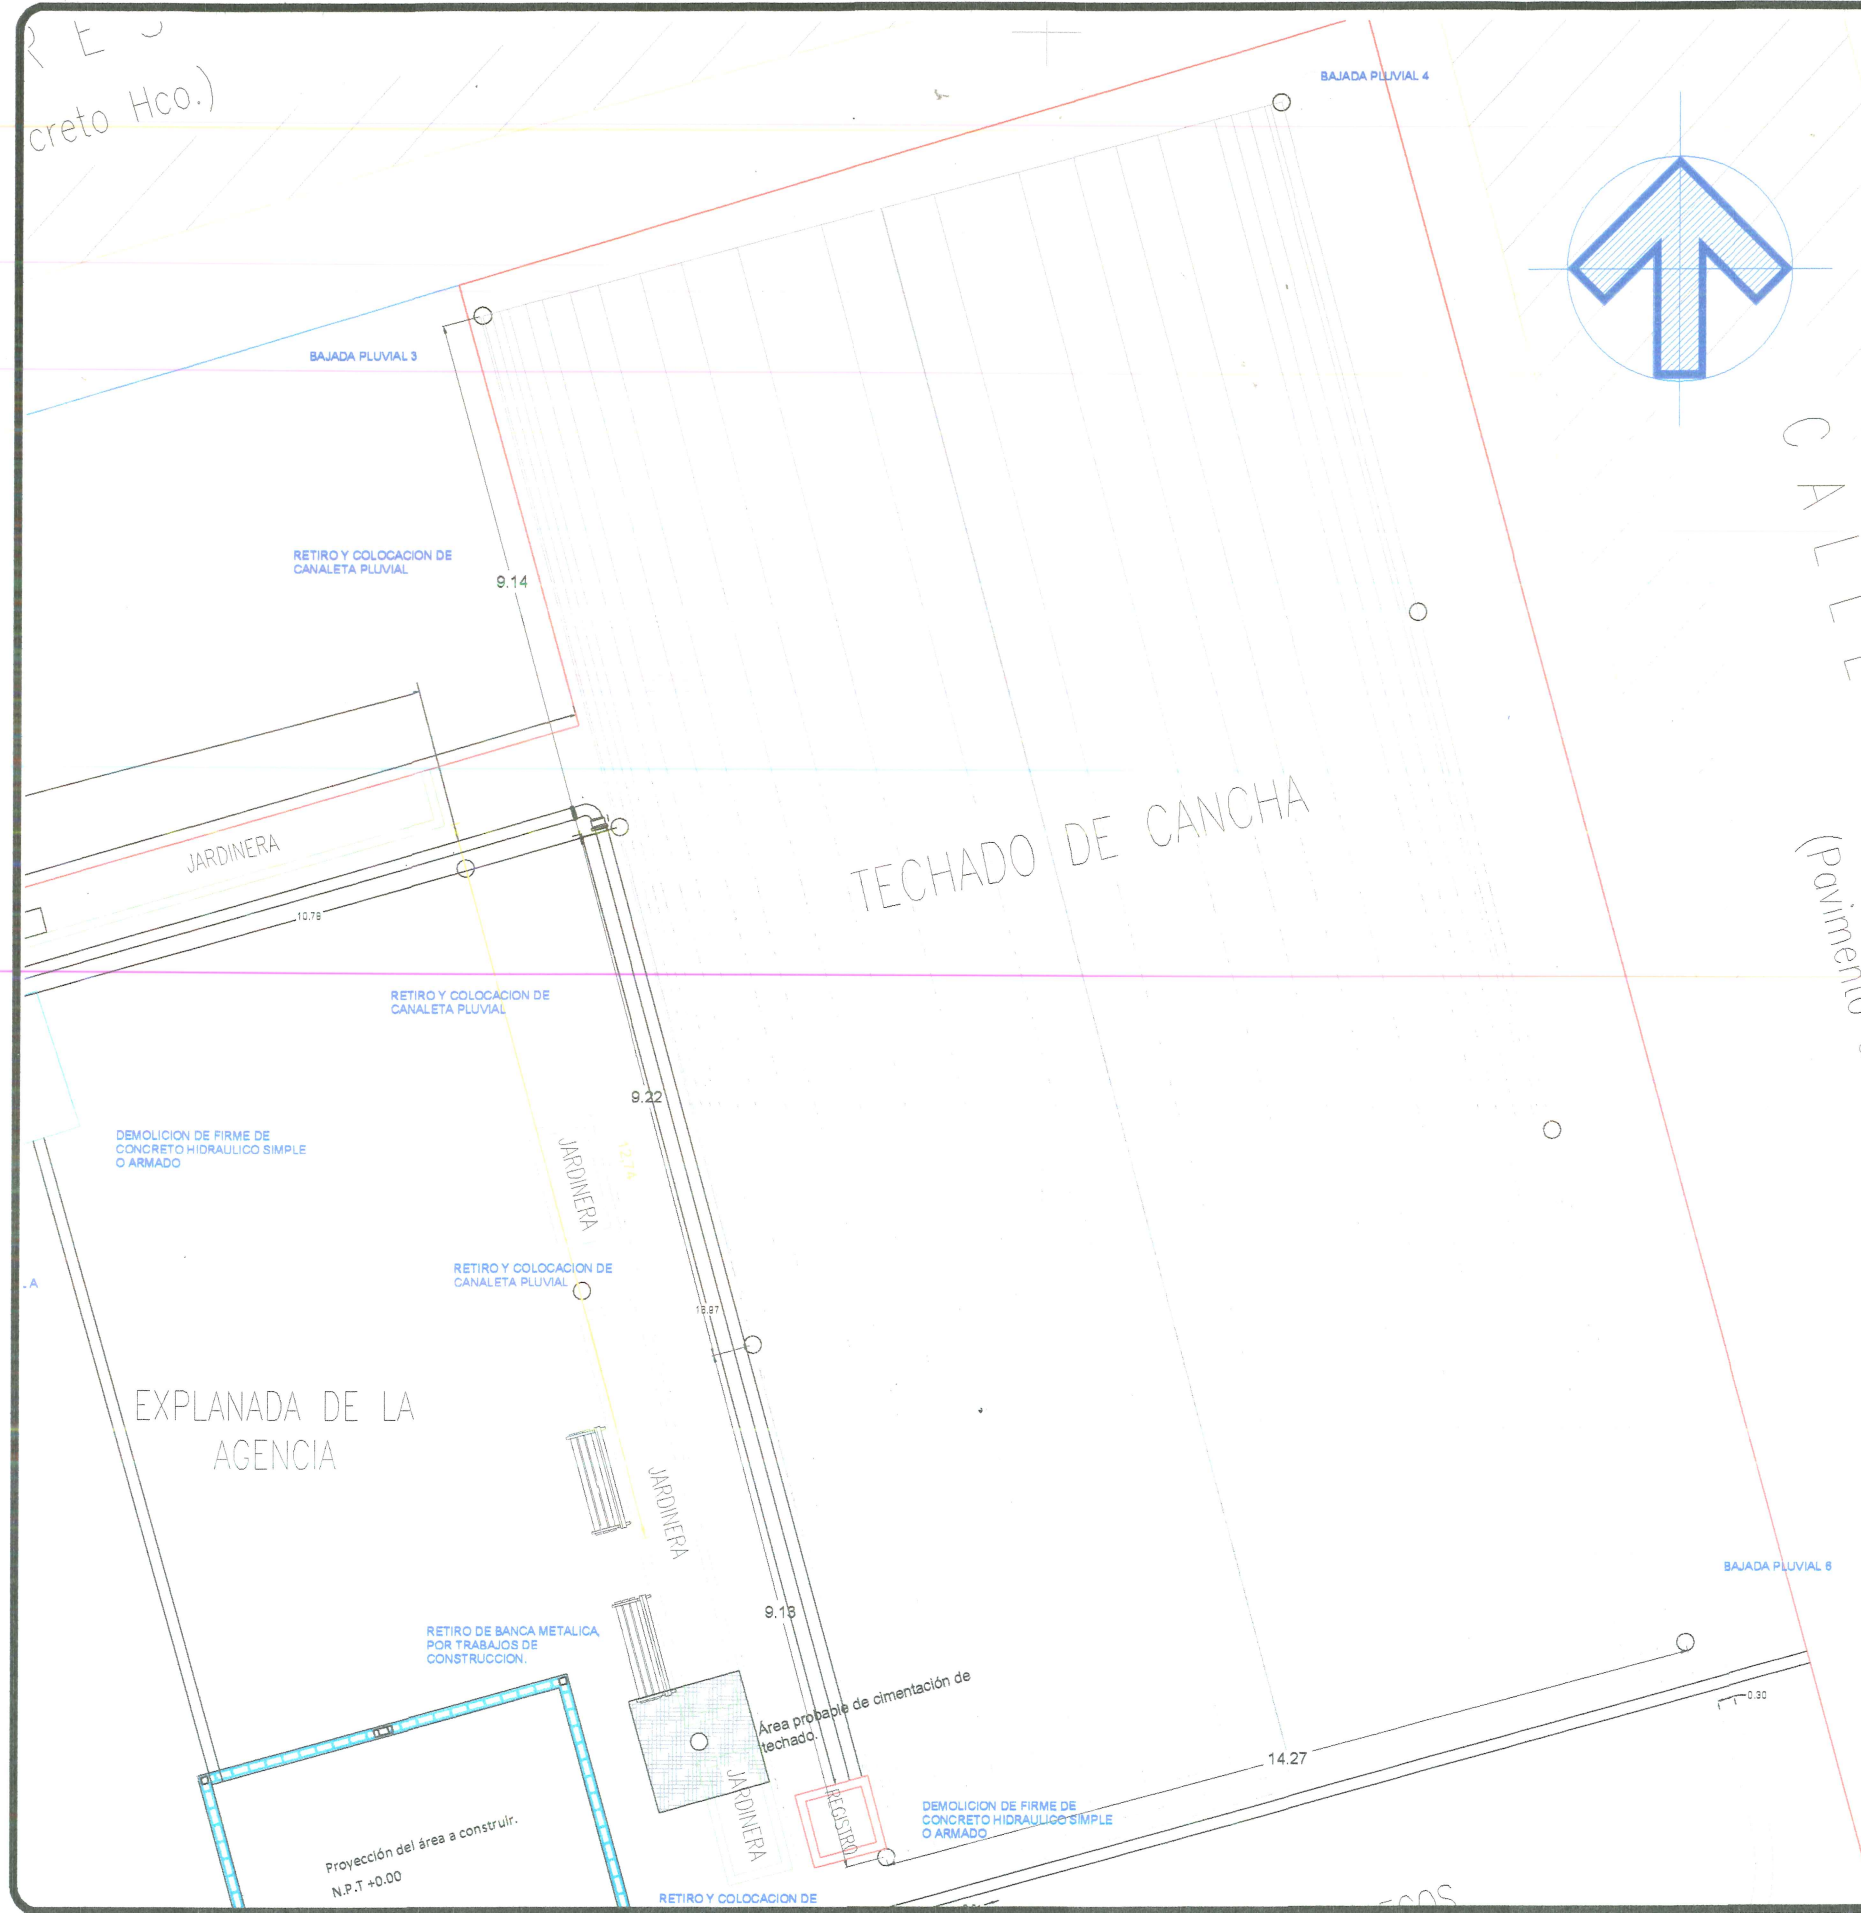 creto Hco.)
BAJADA PLUVIAL 4
BAJADA PLUVIAL 3
RETIRO Y COLOCACION DE
CANALETA PLUVIAL
9.14
CALLE
(Pavimento
JARDINERA
TECHADO DE CANCHA
10.78
RETIRO Y COLOCACION DE
CANALETA PLUVIAL
9.22
12.78
JARDINERA
DEMOLICION DE FIRME DE
CONCRETO HIDRAULICO SIMPLE
O ARMADO
RETIRO Y COLOCACION DE
CANALETA PLUVIAL
18.97
EXPLANADA DE LA
AGENCIA
JARDINERA
BAJADA PLUVIAL 6
9.13
RETIRO DE BANCA METALICA,
POR TRABAJOS DE
CONSTRUCCION.
Área probable de cimentación de
techado.
0.30
14.27
JARDINERA
REGISTRO
DEMOLICION DE FIRME DE
CONCRETO HIDRAULICO SIMPLE
O ARMADO
Proyección del área a construir.
N.P.T +0.00
RETIRO Y COLOCACION DE